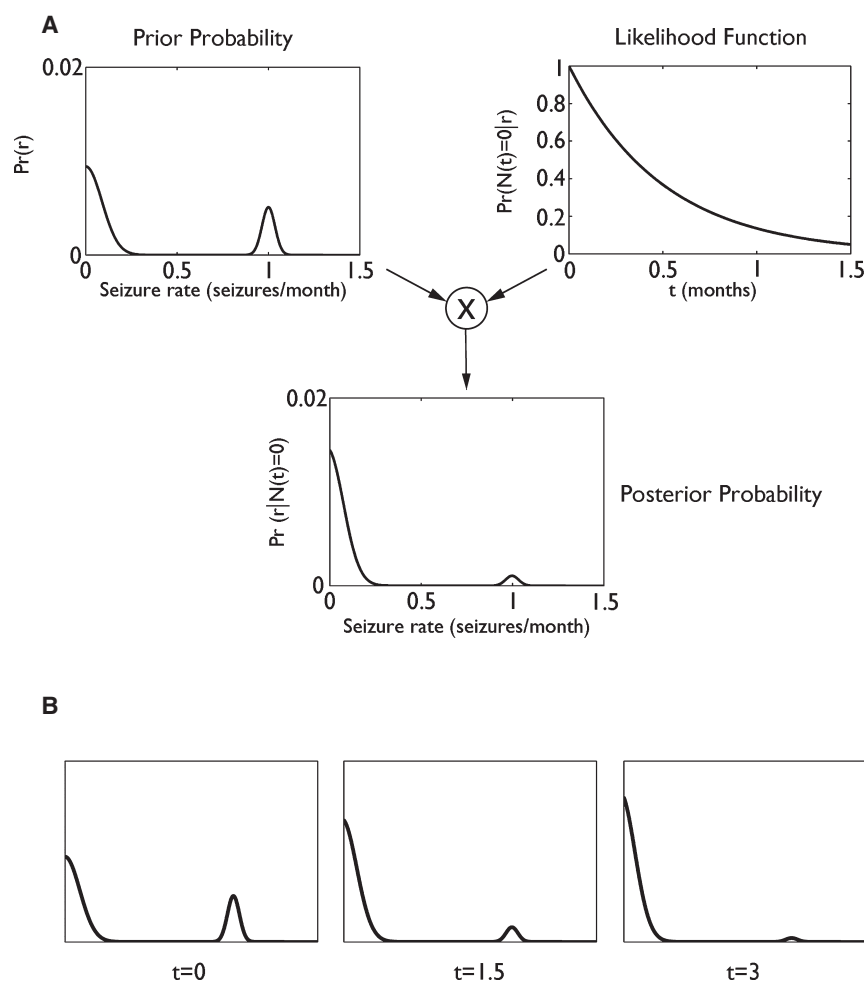 A
Prior Probability
Likelihood Function
0.02
Pr(r)
0
0
0.5
1
1.5
Seizure rate (seizures/month)
1
0.8
0.6
0.4
0.2
0
Pr(N(t)=0|r)
0
0.5
1
1.5
t (months)
X
0.02
Pr (r|N(t)=0)
0
0
0.5
1
1.5
Seizure rate (seizures/month)
Posterior Probability
B
t=0
t=1.5
t=3